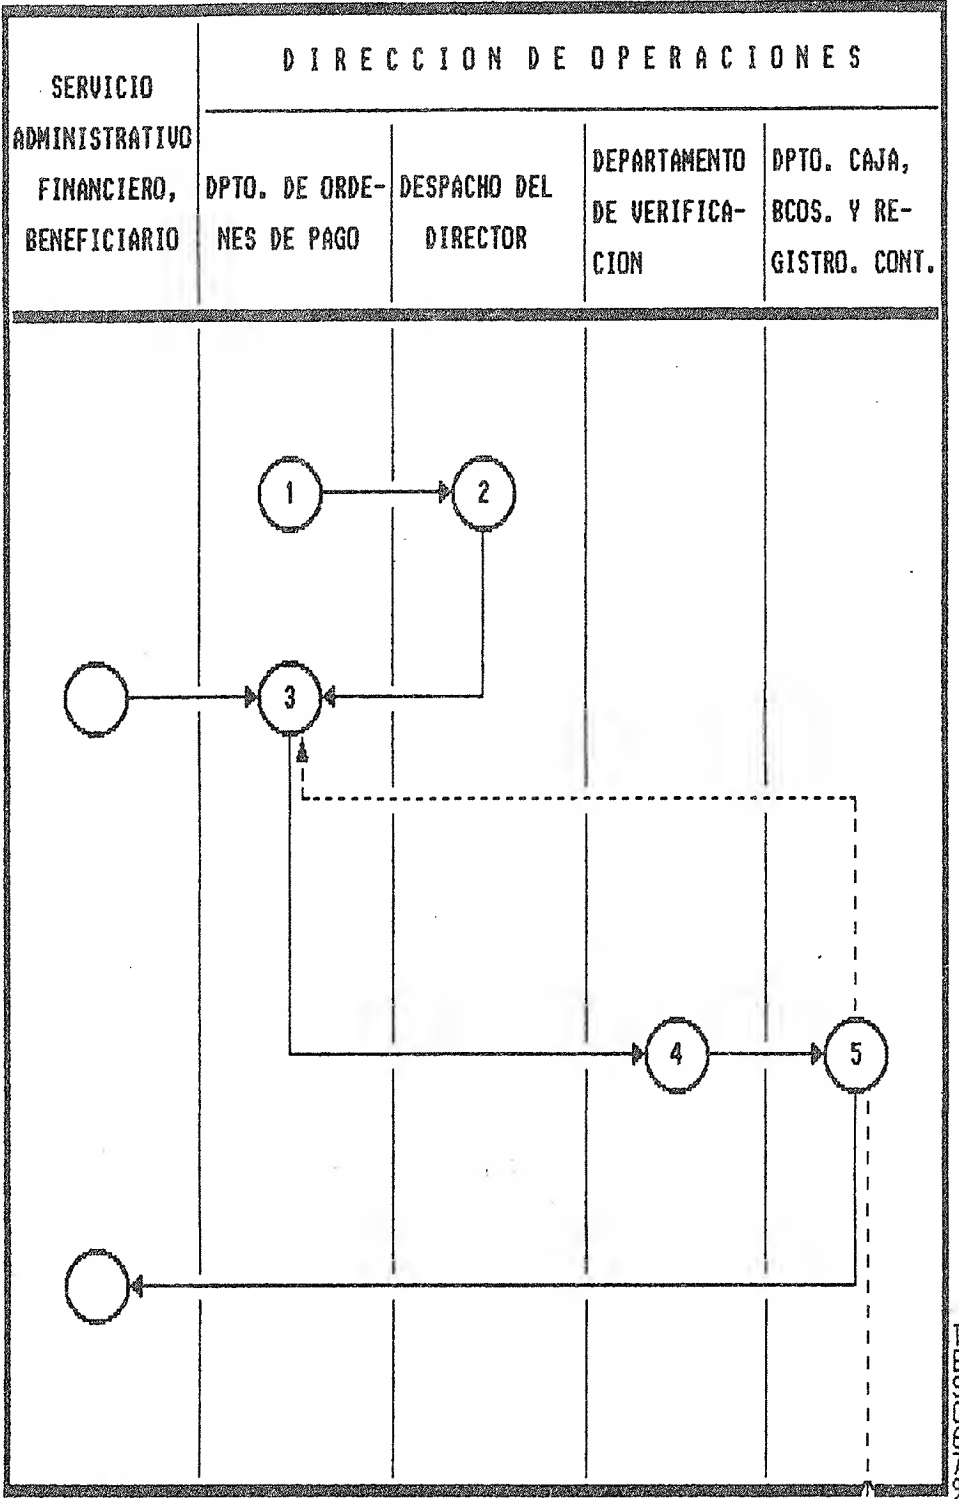 DIRECCION DE OPERACIONES
SERVICIO
ADMINISTRATIVO
FINANCIERO,
BENEFICIARIO
DPTO. DE ORDE-
NES DE PAGO
DESPACHO DEL
DIRECTOR
DEPARTAMENTO
DE VERIFICA-
CION
DPTO. CAJA,
BCOS. Y RE-
GISTRO. CONT.
1
2
3
4
5